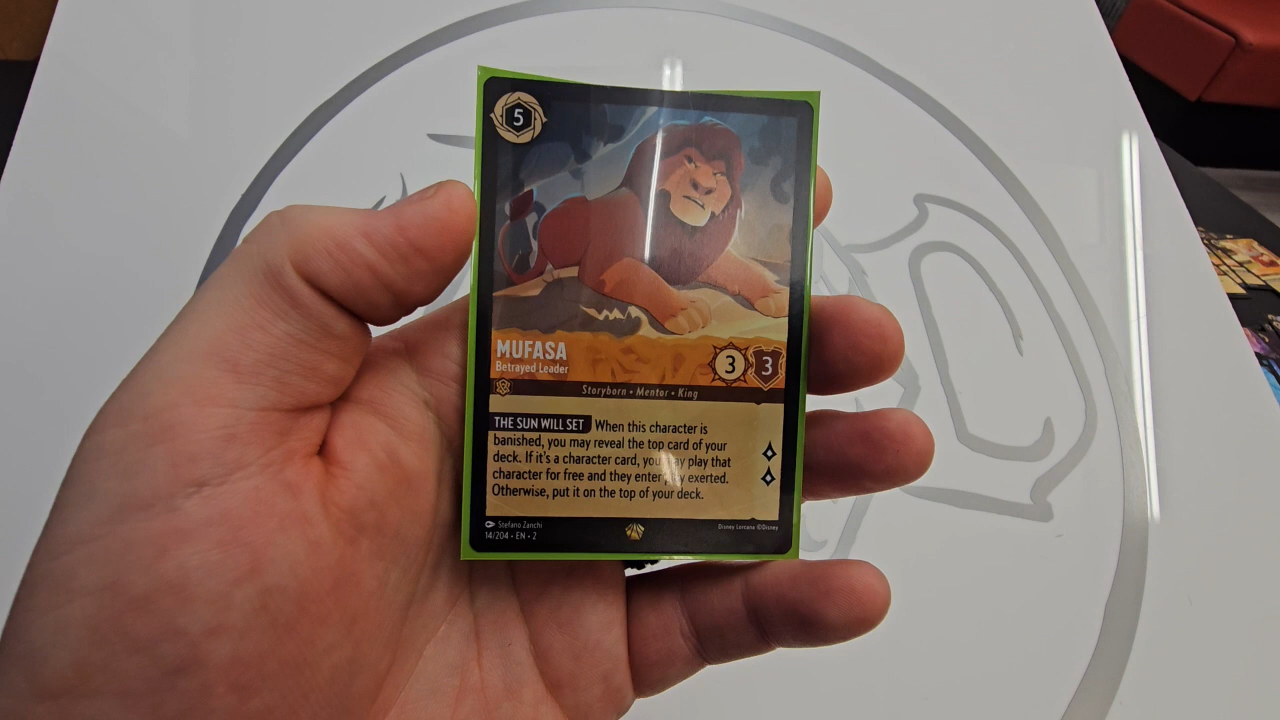 5
MUFASA
Betrayed Leader
3 3
Storyborn • Mentor • King
THE SUN WILL SET When this character is
banished, you may reveal the top card of your
deck. If it's a character card, you may play that
character for free and they enter play exerted.
Otherwise, put it on the top of your deck.
Stefano Zanchi
Disney Lorcana ©Disney
14/204 • EN • 2